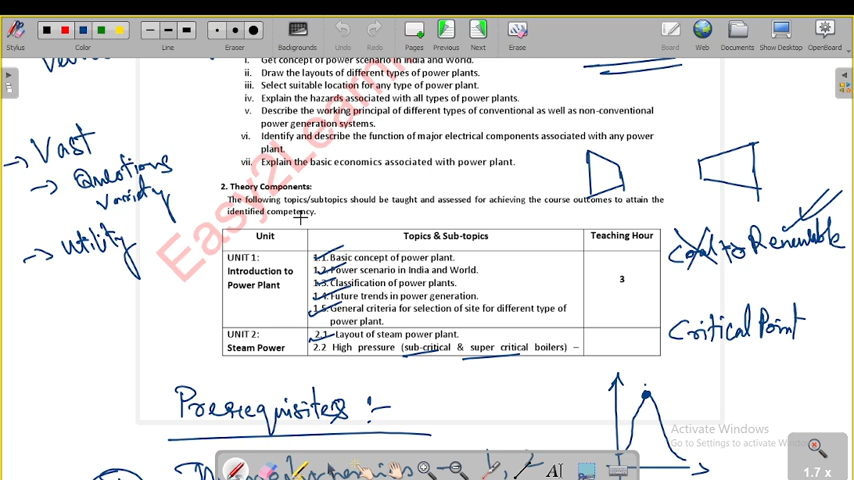 Stylus
Color
Line
Eraser
Backgrounds
Undo
Redo
Pages
Previous
Next
Erase
Board
Web
Documents
Show Desktop
OpenBoard
i. Get concept of power scenario in India and World.
ii. Draw the layouts of different types of power plants.
iii. Select suitable location for any type of power plant.
iv. Explain the hazards associated with all types of power plants.
v. Describe the working principal of different types of conventional as well as non-conventional
power generation systems.
vi. Identify and describe the function of major electrical components associated with any power
plant.
vii. Explain the basic economics associated with power plant.
→ Vast
→ Questions
Variety
→ Utility
Easy2Learn
2. Theory Components:
The following topics/subtopics should be taught and assessed for achieving the course outcomes to attain the
identified competency.
Unit Topics & Sub-topics Teaching Hour
UNIT 1:
Introduction to
Power Plant
1.1. Basic concept of power plant.
1.2. Power scenario in India and World.
1.3. Classification of power plants.
1.4. Future trends in power generation.
1.5. General criteria for selection of site for different type of
power plant.
3
UNIT 2:
Steam Power
2.1. Layout of steam power plant.
2.2 High pressure (sub-critical & super critical boilers) –
Coal to Renewable
Critical Point
Prerequisites :-
Activate Windows
Go to Settings to activate Windows
1.7 x